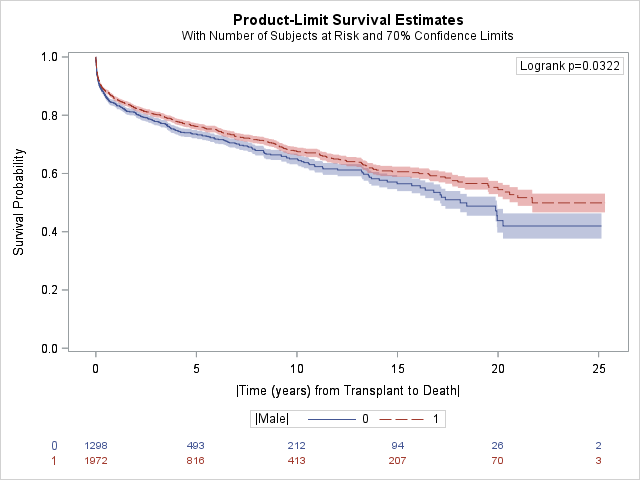 Product-Limit Survival Estimates
With Number of Subjects at Risk and 70% Confidence Limits
Logrank p=0.0322
1.0
0.8
0.6
0.4
0.2
0.0
Survival Probability
0 5 10 15 20 25
|Time (years) from Transplant to Death|
|Male| 0 1
0 1298 493 212 94 26 2
1 1972 816 413 207 70 3